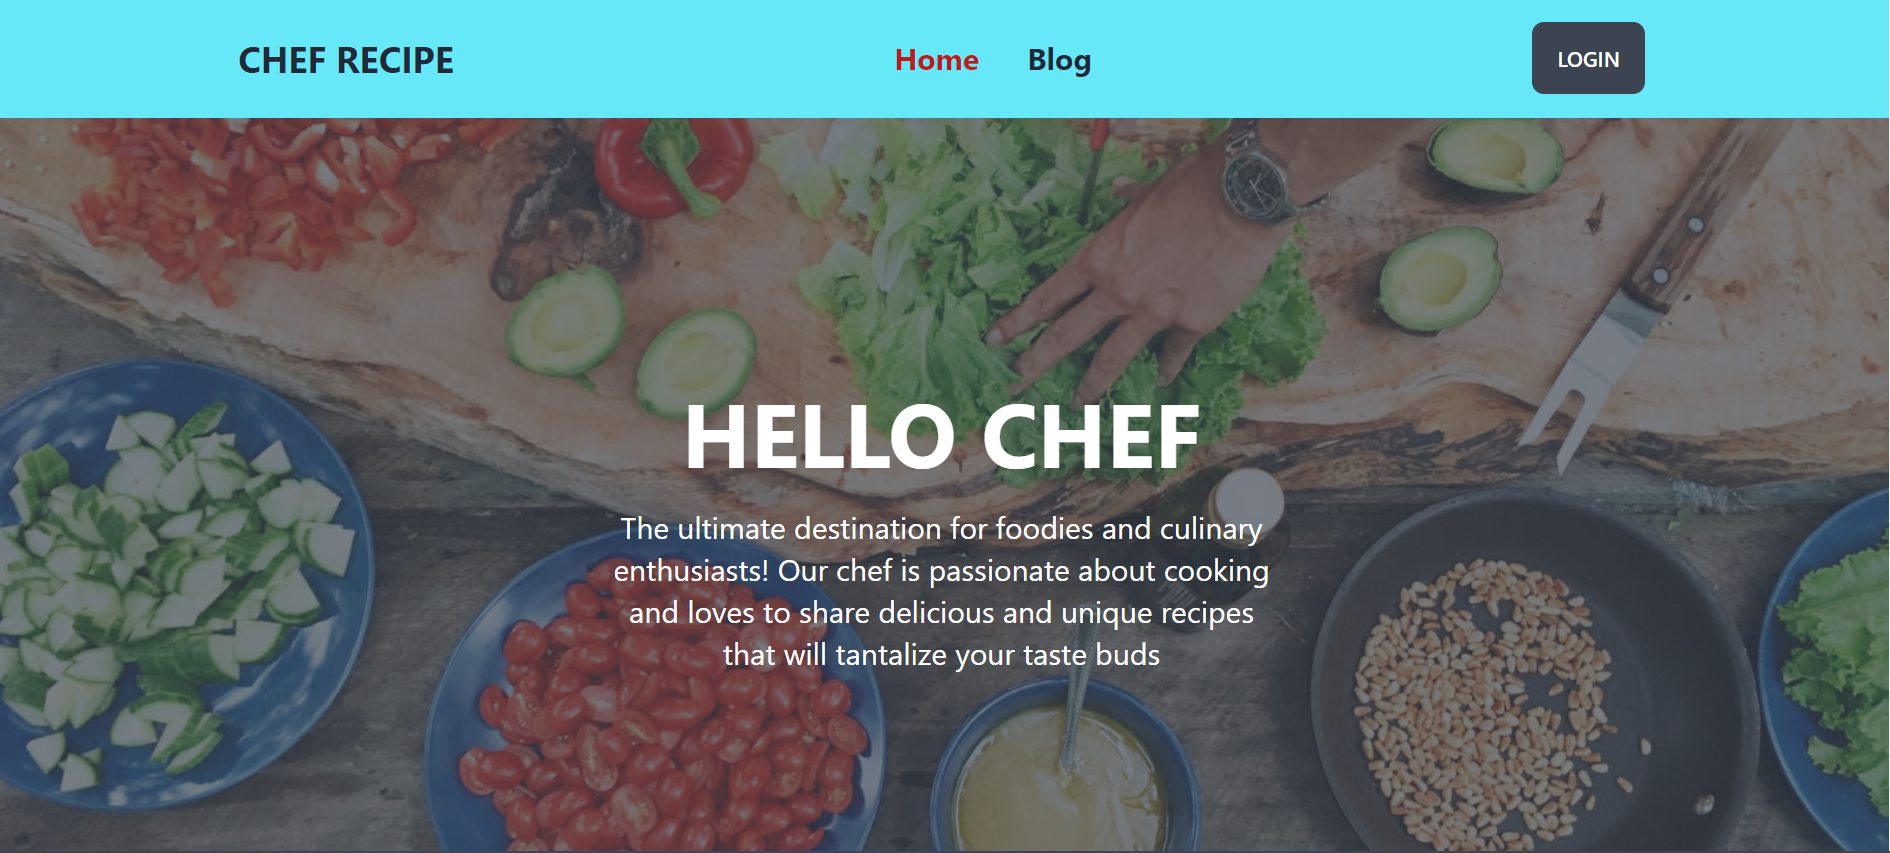 CHEF RECIPE
Home
Blog
LOGIN
HELLO CHEF
The ultimate destination for foodies and culinary
enthusiasts! Our chef is passionate about cooking
and loves to share delicious and unique recipes
that will tantalize your taste buds